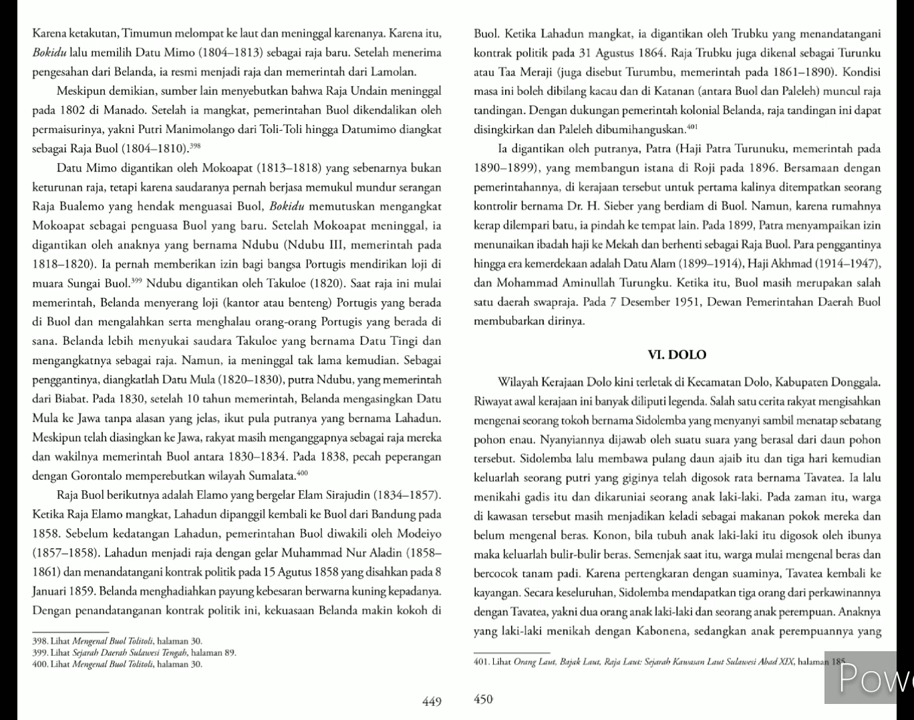 Karena ketakutan, Timumun melompat ke laut dan meninggal karenanya. Karena itu,
Bokidu lalu memilih Datu Mimo (1804–1813) sebagai raja baru. Setelah menerima
pengesahan dari Belanda, ia resmi menjadi raja dan memerintah dari Lamolan.
Meskipun demikian, sumber lain menyebutkan bahwa Raja Undain meninggal
pada 1802 di Manado. Setelah ia mangkat, pemerintahan Buol dikendalikan oleh
permaisurinya, yakni Putri Manimolango dari Toli-Toli hingga Datumimo diangkat
sebagai Raja Buol (1804–1810).398
Datu Mimo digantikan oleh Mokoapat (1813–1818) yang sebenarnya bukan
keturunan raja, tetapi karena saudaranya pernah berjasa memukul mundur serangan
Raja Bualemo yang hendak menguasai Buol, Bokidu memutuskan mengangkat
Mokoapat sebagai penguasa Buol yang baru. Setelah Mokoapat meninggal, ia
digantikan oleh anaknya yang bernama Ndubu (Ndubu III, memerintah pada
1818–1820). Ia pernah memberikan izin bagi bangsa Portugis mendirikan loji di
muara Sungai Buol.399 Ndubu digantikan oleh Takuloe (1820). Saat raja ini mulai
memerintah, Belanda menyerang loji (kantor atau benteng) Portugis yang berada
di Buol dan mengalahkan serta menghalau orang-orang Portugis yang berada di
sana. Belanda lebih menyukai saudara Takuloe yang bernama Datu Tingi dan
mengangkatnya sebagai raja. Namun, ia meninggal tak lama kemudian. Sebagai
penggantinya, diangkatlah Datu Mula (1820–1830), putra Ndubu, yang memerintah
dari Biabat. Pada 1830, setelah 10 tahun memerintah, Belanda mengasingkan Datu
Mula ke Jawa tanpa alasan yang jelas, ikut pula putranya yang bernama Lahadun.
Meskipun telah diasingkan ke Jawa, rakyat masih menganggapnya sebagai raja mereka
dan wakilnya memerintah Buol antara 1830–1834. Pada 1838, pecah peperangan
dengan Gorontalo memperebutkan wilayah Sumalata.400
Raja Buol berikutnya adalah Elamo yang bergelar Elam Sirajudin (1834–1857).
Ketika Raja Elamo mangkat, Lahadun dipanggil kembali ke Buol dari Bandung pada
1858. Sebelum kedatangan Lahadun, pemerintahan Buol diwakili oleh Modeiyo
(1857–1858). Lahadun menjadi raja dengan gelar Muhammad Nur Aladin (1858–
1861) dan menandatangani kontrak politik pada 15 Agutus 1858 yang disahkan pada 8
Januari 1859. Belanda menghadiahkan payung kebesaran berwarna kuning kepadanya.
Dengan penandatanganan kontrak politik ini, kekuasaan Belanda makin kokoh di
398. Lihat Mengenal Buol Tolitoli, halaman 30.
399. Lihat Sejarah Daerah Sulawesi Tengah, halaman 89.
400. Lihat Mengenal Buol Tolitoli, halaman 30.
449
Buol. Ketika Lahadun mangkat, ia digantikan oleh Trubku yang menandatangani
kontrak politik pada 31 Agustus 1864. Raja Trubku juga dikenal sebagai Turunku
atau Taa Meraji (juga disebut Turumbu, memerintah pada 1861–1890). Kondisi
masa ini boleh dibilang kacau dan di Katanan (antara Buol dan Paleleh) muncul raja
tandingan. Dengan dukungan pemerintah kolonial Belanda, raja tandingan ini dapat
disingkirkan dan Paleleh dibumihanguskan.401
Ia digantikan oleh putranya, Patra (Haji Patra Turunuku, memerintah pada
1890–1899), yang membangun istana di Roji pada 1896. Bersamaan dengan
pemerintahannya, di kerajaan tersebut untuk pertama kalinya ditempatkan seorang
kontrolir bernama Dr. H. Sieber yang berdiam di Buol. Namun, karena rumahnya
kerap dilempari batu, ia pindah ke tempat lain. Pada 1899, Patra menyampaikan izin
menunaikan ibadah haji ke Mekah dan berhenti sebagai Raja Buol. Para penggantinya
hingga era kemerdekaan adalah Datu Alam (1899–1914), Haji Akhmad (1914–1947),
dan Mohammad Aminullah Turungku. Ketika itu, Buol masih merupakan salah
satu daerah swapraja. Pada 7 Desember 1951, Dewan Pemerintahan Daerah Buol
membubarkan dirinya.
VI. DOLO
Wilayah Kerajaan Dolo kini terletak di Kecamatan Dolo, Kabupaten Donggala.
Riwayat awal kerajaan ini banyak diliputi legenda. Salah satu cerita rakyat mengisahkan
mengenai seorang tokoh bernama Sidolemba yang menyanyi sambil menatap sebatang
pohon enau. Nyanyiannya dijawab oleh suatu suara yang berasal dari daun pohon
tersebut. Sidolemba lalu membawa pulang daun ajaib itu dan tiga hari kemudian
keluarlah seorang putri yang giginya telah digosok rata bernama Tavatea. Ia lalu
menikahi gadis itu dan dikaruniai seorang anak laki-laki. Pada zaman itu, warga
di kawasan tersebut masih menjadikan keladi sebagai makanan pokok mereka dan
belum mengenal beras. Konon, bila tubuh anak laki-laki itu digosok oleh ibunya
maka keluarlah bulir-bulir beras. Semenjak saat itu, warga mulai mengenal beras dan
bercocok tanam padi. Karena pertengkaran dengan suaminya, Tavatea kembali ke
kayangan. Secara keseluruhan, Sidolemba mendapatkan tiga orang dari perkawinannya
dengan Tavatea, yakni dua orang anak laki-laki dan seorang anak perempuan. Anaknya
yang laki-laki menikah dengan Kabonena, sedangkan anak perempuannya yang
401. Lihat Orang Laut, Bajak Laut, Raja Laut: Sejarah Kawasan Laut Sulawesi Abad XIX, halaman 185.
450
Powe